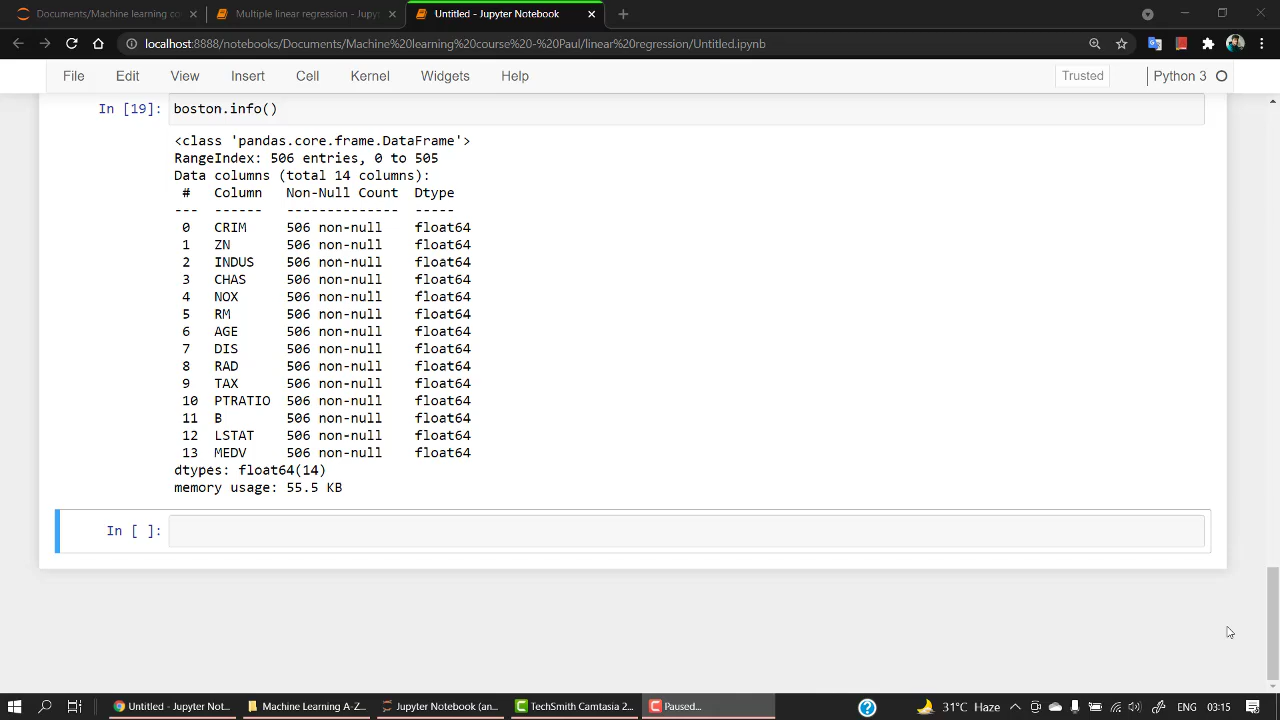 Documents/Machine learning co
Multiple linear regression - Jupyt
Untitled - Jupyter Notebook
localhost:8888/notebooks/Documents/Machine%20learning%20course%20-%20Paul/linear%20regression/Untitled.ipynb
File Edit View Insert Cell Kernel Widgets Help Trusted Python 3
In [19]: boston.info()
<class 'pandas.core.frame.DataFrame'>
RangeIndex: 506 entries, 0 to 505
Data columns (total 14 columns):
# Column Non-Null Count Dtype
--- ------ -------------- -----
0 CRIM 506 non-null float64
1 ZN 506 non-null float64
2 INDUS 506 non-null float64
3 CHAS 506 non-null float64
4 NOX 506 non-null float64
5 RM 506 non-null float64
6 AGE 506 non-null float64
7 DIS 506 non-null float64
8 RAD 506 non-null float64
9 TAX 506 non-null float64
10 PTRATIO 506 non-null float64
11 B 506 non-null float64
12 LSTAT 506 non-null float64
13 MEDV 506 non-null float64
dtypes: float64(14)
memory usage: 55.5 KB
In [ ]:
Untitled - Jupyter Not... Machine Learning A-Z... Jupyter Notebook (an... TechSmith Camtasia 2... Paused... 31°C Haze ENG 03:15